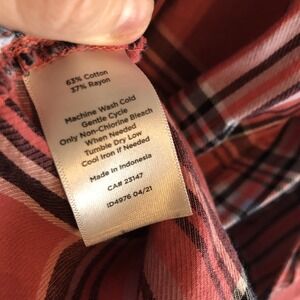 63% Cotton
37% Rayon
Machine Wash Cold
Gentle Cycle
Only Non-Chlorine Bleach
When Needed
Tumble Dry Low
Cool Iron if Needed
Made in Indonesia
CA# 23147
ID4976 04/21